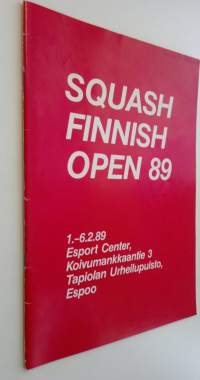 SQUASH
FINNISH
OPEN 89
1.-6.2.89
Esport Center,
Koivumankkaantie 3
Tapiolan Urheilupuisto,
Espoo